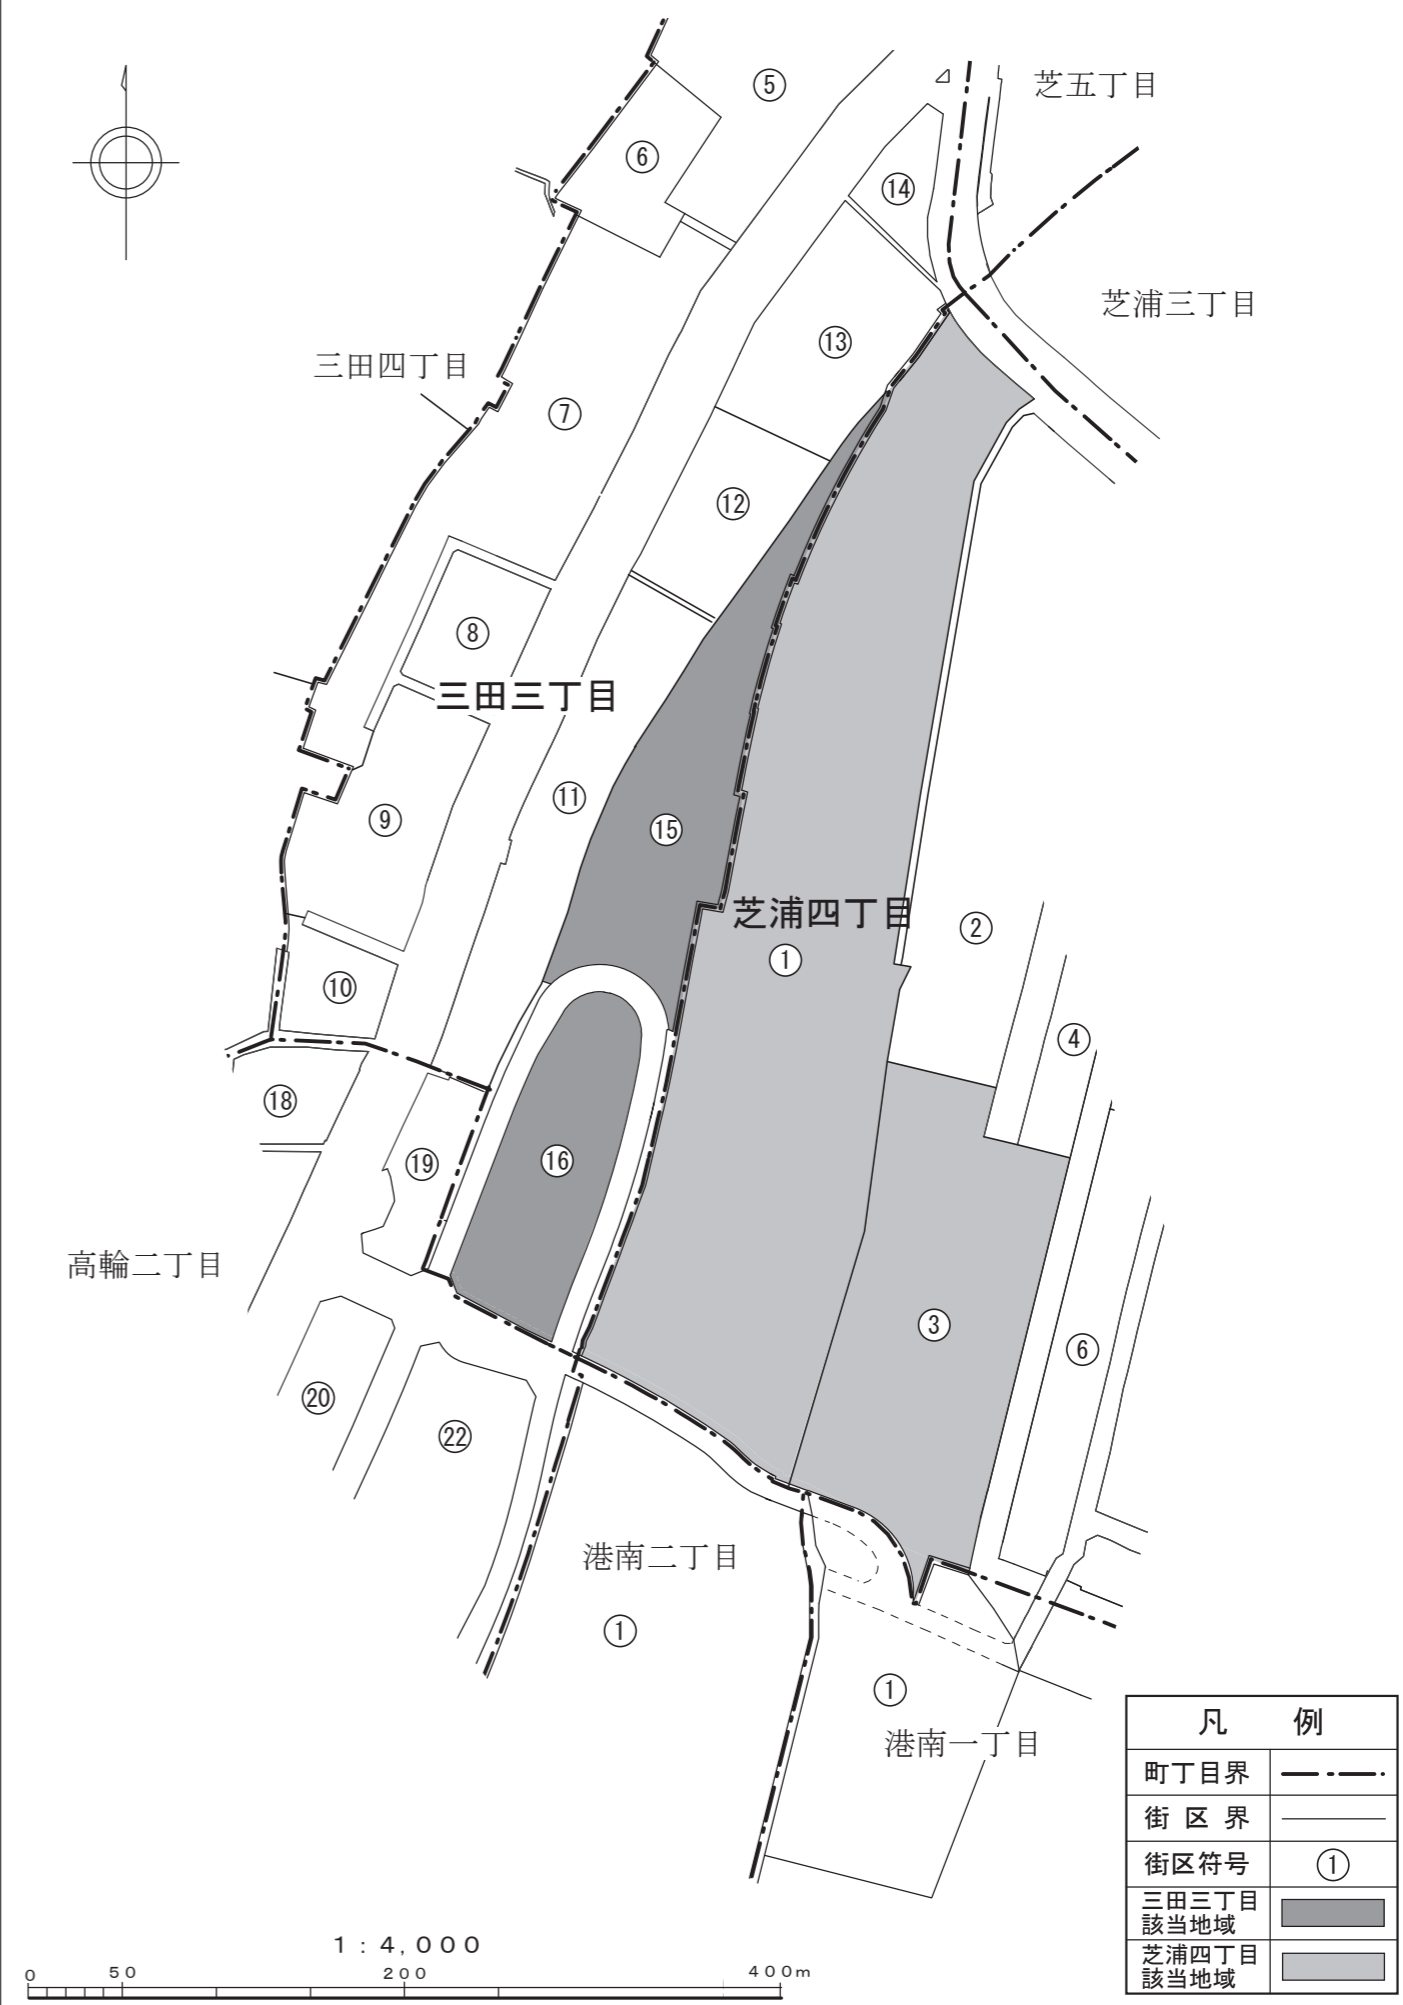 芝五丁目
⑤
⑥
⑭
芝浦三丁目
⑬
三田四丁目
⑦
⑫
⑧
三田三丁目
⑪
⑨
⑮
芝浦四丁目
②
①
⑩
④
⑱
⑲
⑯
高輪二丁目
③
⑥
⑳
㉒
港南二丁目
①
①
港南一丁目
凡 例
町丁目界
街区界
街区符号 ①
三田三丁目
該当地域
芝浦四丁目
該当地域
1：4,000
0 50 200 400m